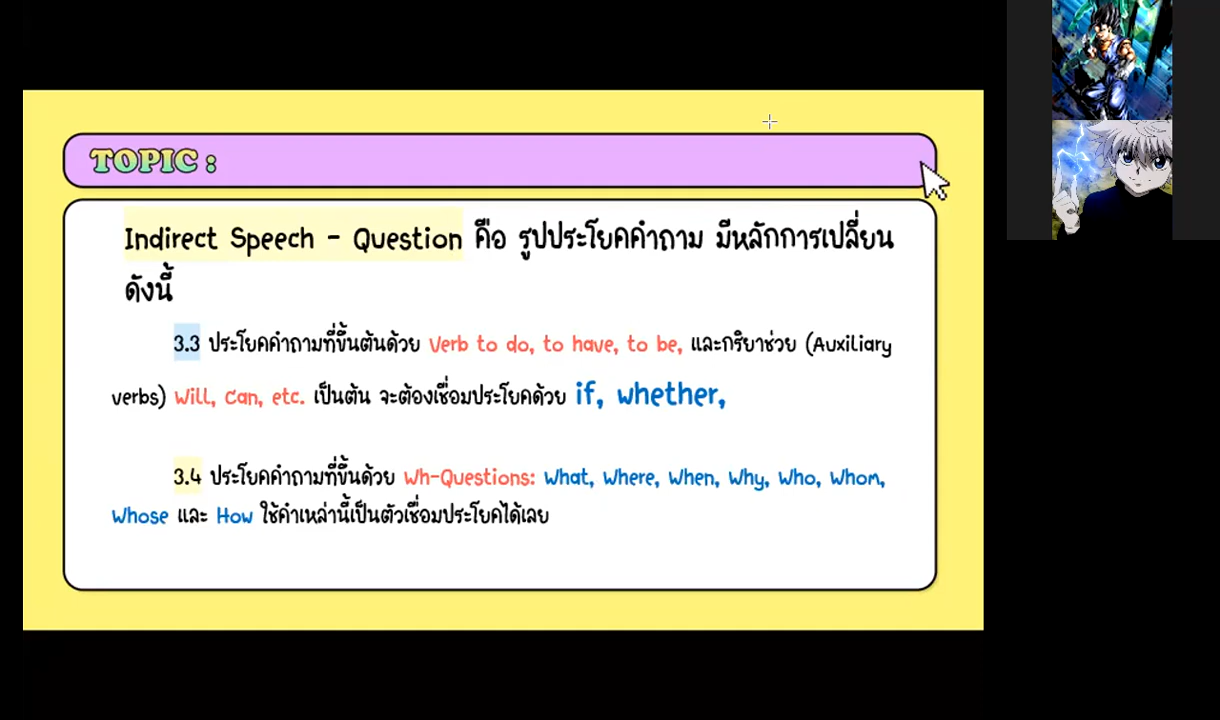 TOPIC :
Indirect Speech - Question คือ รูปประโยคคำถาม มีหลักการเปลี่ยน
ดังนี้
3.3 ประโยคคำถามที่ขึ้นต้นด้วย Verb to do, to have, to be, และกริยาช่วย (Auxiliary
verbs) Will, Can, etc. เป็นต้น จะต้องเชื่อมประโยคด้วย if, whether,
3.4 ประโยคคำถามที่ขึ้นด้วย Wh-Questions: What, Where, When, Why, Who, Whom,
Whose และ How ใช้คำเหล่านี้เป็นตัวเชื่อมประโยคได้เลย